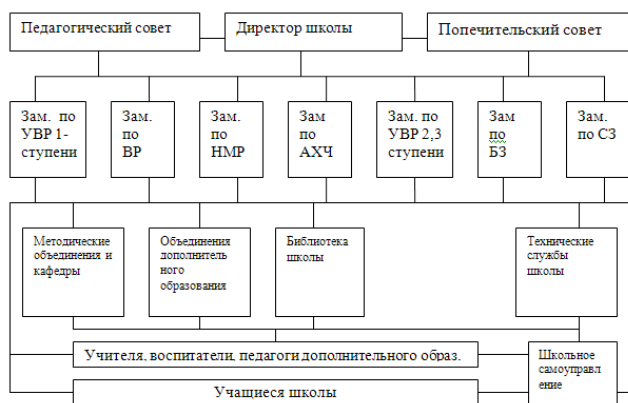 Педагогический совет
Директор школы
Попечительский совет
Зам. по
УВР 1-
ступени
Зам.
по
ВР
Зам.
по
НМР
Зам
по
АХЧ
Зам. по
УВР 2,3
ступени
Зам
по
БЗ
Зам.
по СЗ
Методические
объединения и
кафедры
Объединения
дополнитель
ного
образования
Библиотека
школы
Технические
службы
школы
Учителя, воспитатели, педагоги дополнительного образ.
Школьное
самоуправ
ление
Учащиеся школы